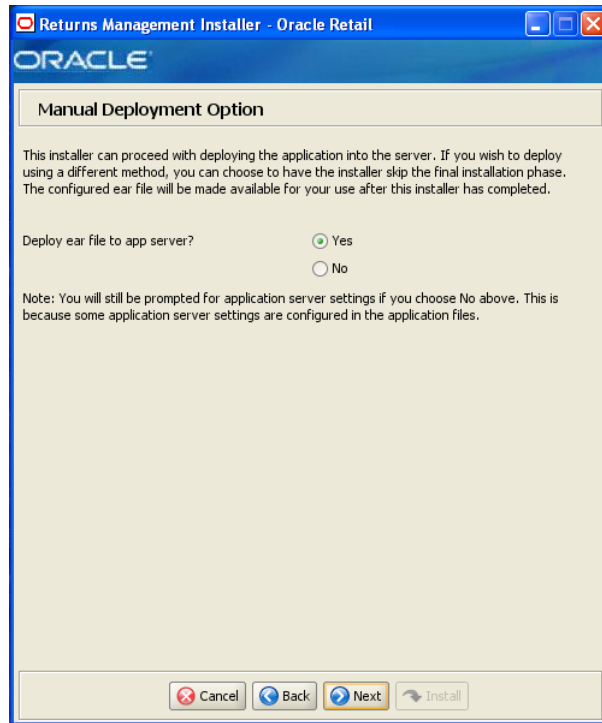 Returns Management Installer - Oracle Retail
ORACLE
Manual Deployment Option
This installer can proceed with deploying the application into the server. If you wish to deploy
using a different method, you can choose to have the installer skip the final installation phase.
The configured ear file will be made available for your use after this installer has completed.
Deploy ear file to app server?
Yes
No
Note: You will still be prompted for application server settings if you choose No above. This is
because some application server settings are configured in the application files.
Cancel Back Next Install